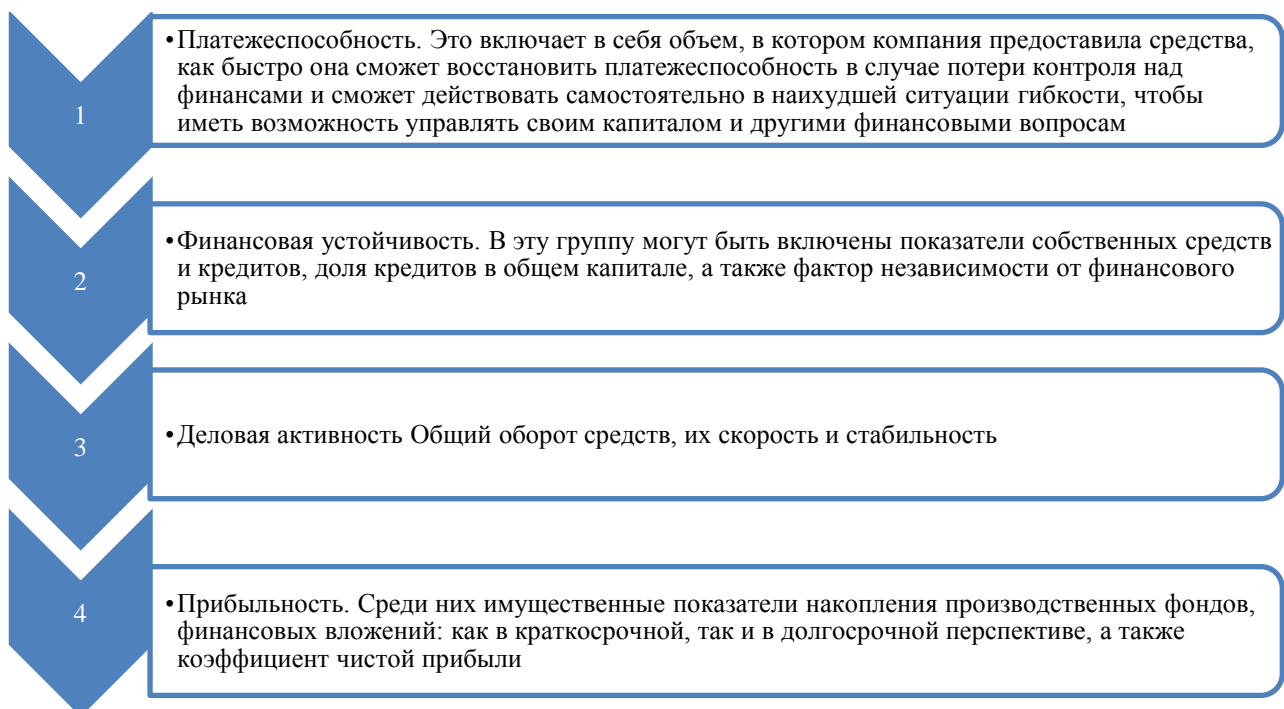 1
•Платежеспособность. Это включает в себя объем, в котором компания предоставила средства,
как быстро она сможет восстановить платежеспособность в случае потери контроля над
финансами и сможет действовать самостоятельно в наихудшей ситуации гибкости, чтобы
иметь возможность управлять своим капиталом и другими финансовыми вопросам
2
•Финансовая устойчивость. В эту группу могут быть включены показатели собственных средств
и кредитов, доля кредитов в общем капитале, а также фактор независимости от финансового
рынка
3
•Деловая активность Общий оборот средств, их скорость и стабильность
4
•Прибыльность. Среди них имущественные показатели накопления производственных фондов,
финансовых вложений: как в краткосрочной, так и в долгосрочной перспективе, а также
коэффициент чистой прибыли